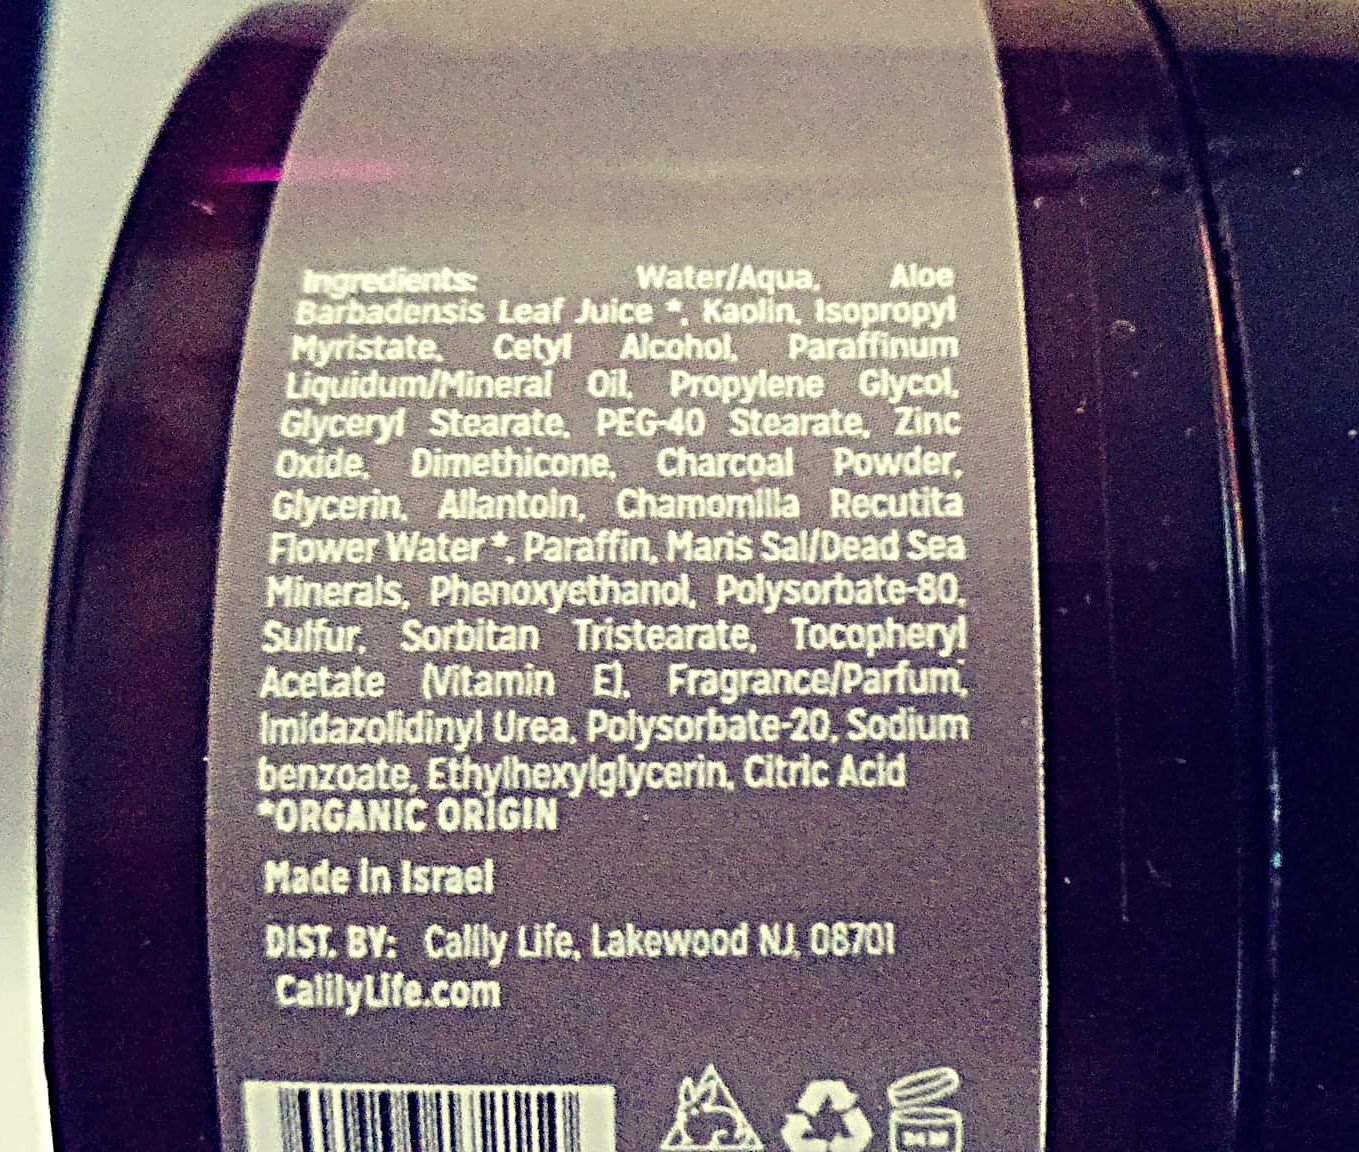 Ingredients: Water/Aqua, Aloe
Barbadensis Leaf Juice *, Kaolin, Isopropyl
Myristate, Cetyl Alcohol, Paraffinum
Liquidum/Mineral Oil, Propylene Glycol,
Glyceryl Stearate, PEG-40 Stearate, Zinc
Oxide, Dimethicone, Charcoal Powder,
Glycerin, Allantoin, Chamomilla Recutita
Flower Water *, Paraffin, Maris Sal/Dead Sea
Minerals, Phenoxyethanol, Polysorbate-80,
Sulfur, Sorbitan Tristearate, Tocopheryl
Acetate (Vitamin E), Fragrance/Parfum,
Imidazolidinyl Urea, Polysorbate-20, Sodium
benzoate, Ethylhexylglycerin, Citric Acid
*ORGANIC ORIGIN
Made in Israel
DIST. BY: Calily Life, Lakewood NJ, 08701
CalilyLife.com